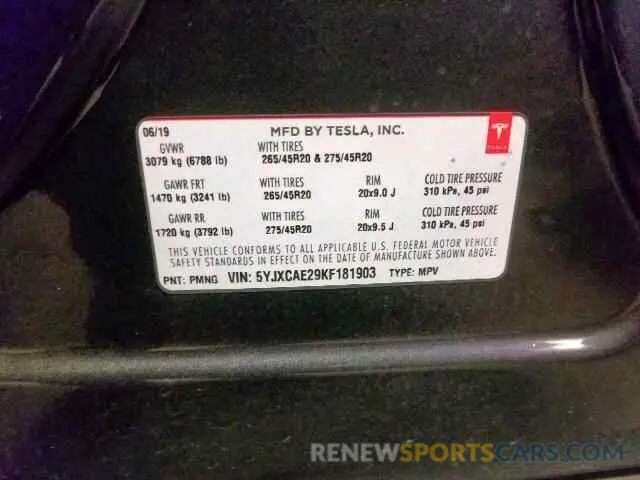 06/19 MFD BY TESLA, INC.
TESLA
GVWR WITH TIRES
3079 kg (6788 lb) 265/45R20 & 275/45R20
GAWR FRT WITH TIRES RIM COLD TIRE PRESSURE
1470 kg (3241 lb) 265/45R20 20x9.0 J 310 kPa, 45 psi
GAWR RR WITH TIRES RIM COLD TIRE PRESSURE
1720 kg (3792 lb) 275/45R20 20x9.5 J 310 kPa, 45 psi
THIS VEHICLE CONFORMS TO ALL APPLICABLE U.S. FEDERAL MOTOR VEHICLE
SAFETY STANDARDS IN EFFECT ON THE DATE OF MANUFACTURE SHOWN ABOVE.
PNT: PMNG VIN: 5YJXCAE29KF181903 TYPE: MPV
RENEWSPORTSCARS.COM